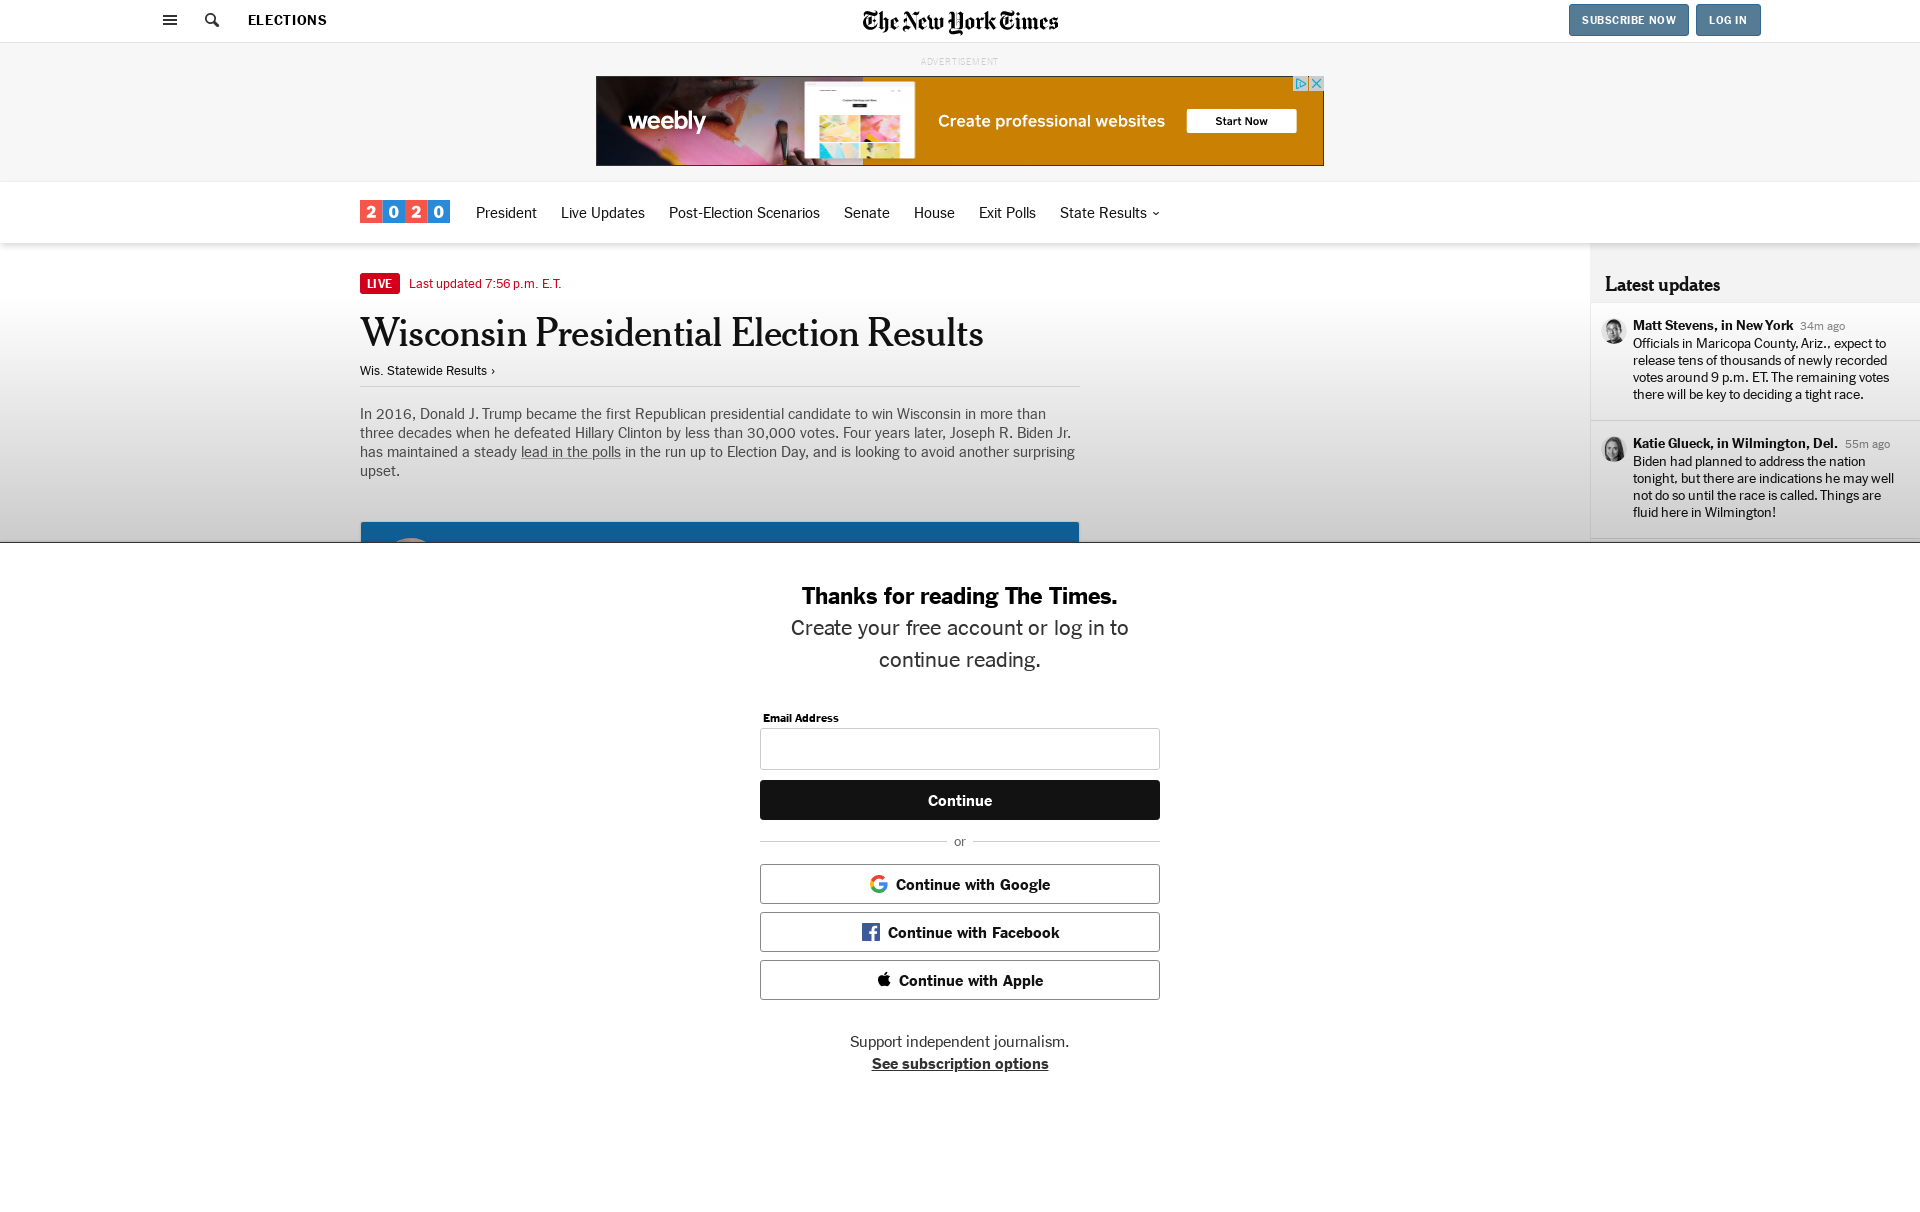 ELECTIONS
The New York Times
SUBSCRIBE NOW
LOG IN
ADVERTISEMENT
weebly
Create professional websites
Start Now
2020
President
Live Updates
Post-Election Scenarios
Senate
House
Exit Polls
State Results
LIVE
Last updated 7:56 p.m. E.T.
Wisconsin Presidential Election Results
Wis. Statewide Results ›
In 2016, Donald J. Trump became the first Republican presidential candidate to win Wisconsin in more than
three decades when he defeated Hillary Clinton by less than 30,000 votes. Four years later, Joseph R. Biden Jr.
has maintained a steady lead in the polls in the run up to Election Day, and is looking to avoid another surprising
upset.
Latest updates
Matt Stevens, in New York 34m ago
Officials in Maricopa County, Ariz., expect to
release tens of thousands of newly recorded
votes around 9 p.m. ET. The remaining votes
there will be key to deciding a tight race.
Katie Glueck, in Wilmington, Del. 55m ago
Biden had planned to address the nation
tonight, but there are indications he may well
not do so until the race is called. Things are
fluid here in Wilmington!
Thanks for reading The Times.
Create your free account or log in to
continue reading.
Email Address
Continue
or
Continue with Google
Continue with Facebook
Continue with Apple
Support independent journalism.
See subscription options